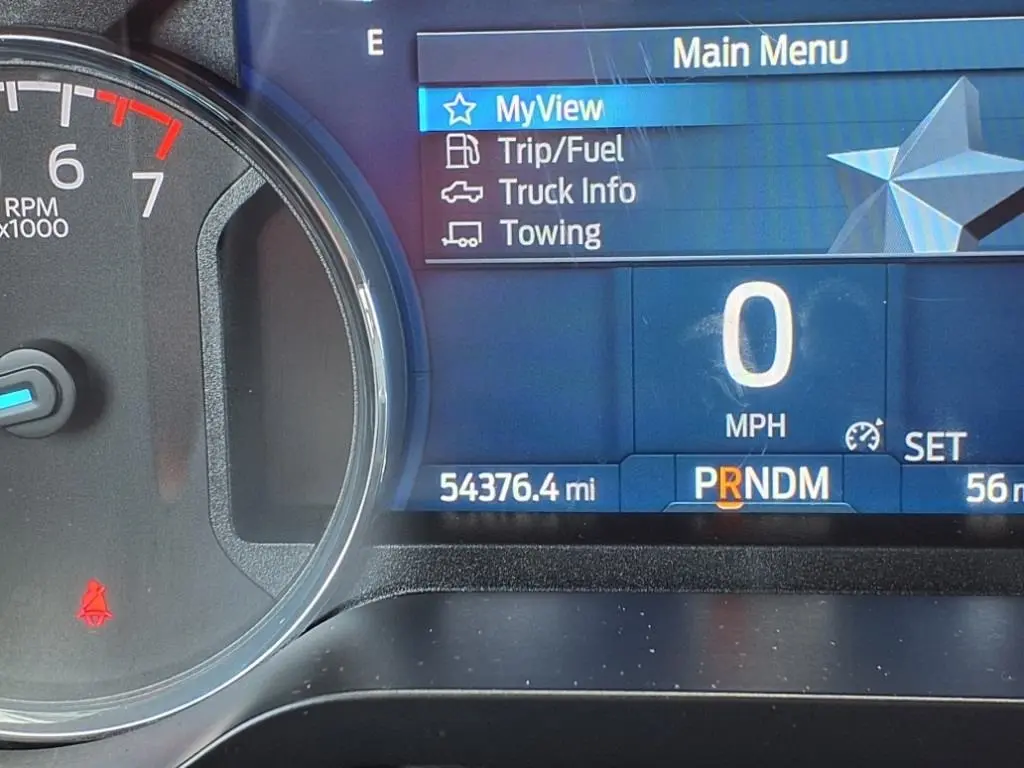 E
Main Menu
MyView
Trip/Fuel
Truck Info
Towing
6
7
RPM
x1000
0
MPH
SET
54376.4 mi
PRNDM
56